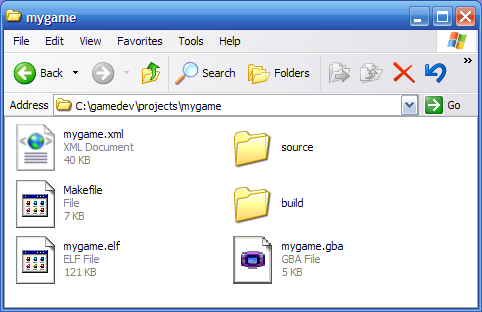 mygame
File Edit View Favorites Tools Help
Back Search Folders »
Address C:\gamedev\projects\mygame Go
mygame.xml
XML Document
40 KB
source
Makefile
File
7 KB
build
mygame.elf
ELF File
121 KB
mygame.gba
GBA File
5 KB